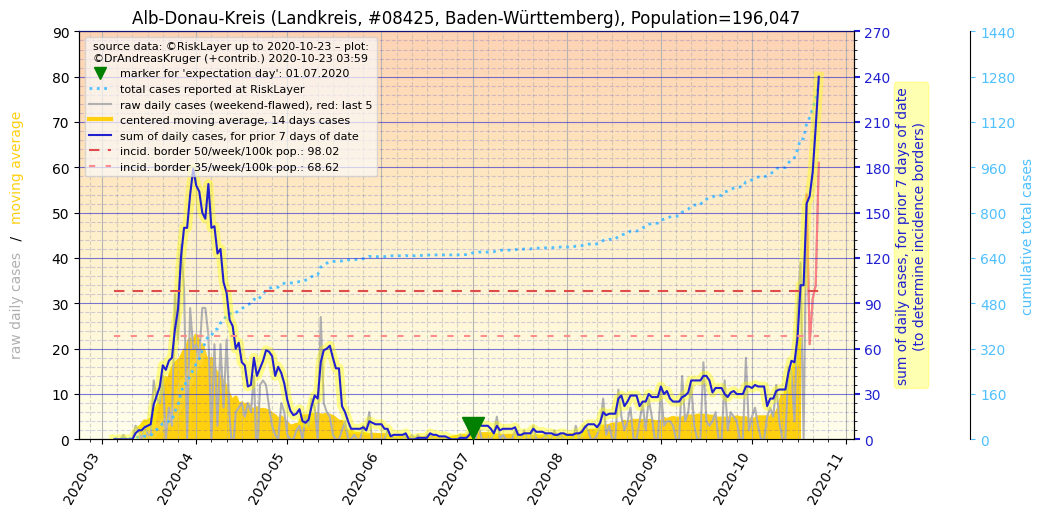 Alb-Donau-Kreis (Landkreis, #08425, Baden-Württemberg), Population=196,047
source data: ©RiskLayer up to 2020-10-23 – plot:
©DrAndreasKruger (+contrib.) 2020-10-23 03:59
marker for 'expectation day': 01.07.2020
total cases reported at RiskLayer
raw daily cases (weekend-flawed), red: last 5
centered moving average, 14 days cases
sum of daily cases, for prior 7 days of date
incid. border 50/week/100k pop.: 98.02
incid. border 35/week/100k pop.: 68.62
raw daily cases / moving average
90
80
70
60
50
40
30
20
10
0
270
240
210
180
150
120
90
60
30
0
sum of daily cases, for prior 7 days of date
(to determine incidence borders)
1440
1280
1120
960
800
640
480
320
160
0
cumulative total cases
2020-03
2020-04
2020-05
2020-06
2020-07
2020-08
2020-09
2020-10
2020-11